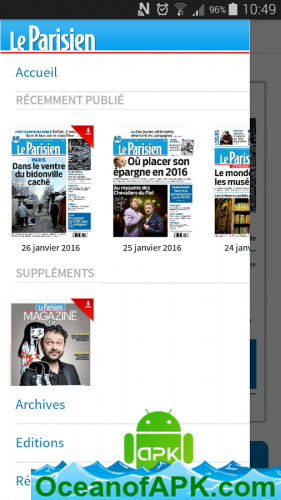 96% 10:49
Le Parisien
Accueil
RÉCEMMENT PUBLIÉ
Le Parisien
PARIS
Dans le ventre
du bidonville
caché
Le Parisien
Où placer son
épargne en 2016
Au royaume des
Chevaliers du Fiel
Le Parisien
Le monde
les musé
26 janvier 2016
25 janvier 2016
24 janv
SUPPLÉMENTS
Le Parisien
MAGAZINE
Archives
Editions
Ré
APK
OceanofAPK.com